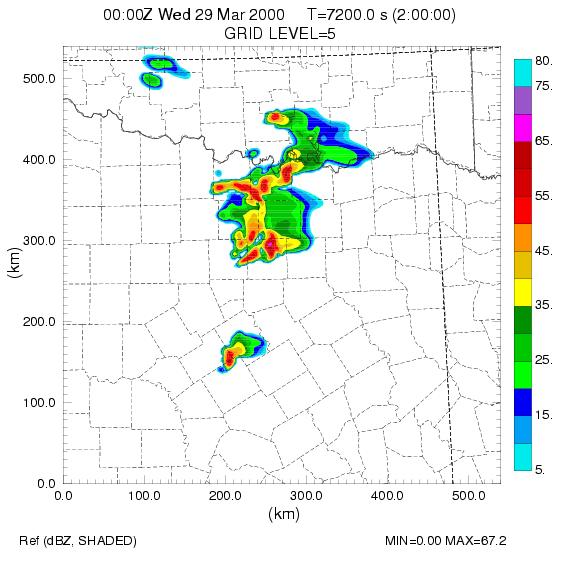 00:00Z Wed 29 Mar 2000 T=7200.0 s (2:00:00)
GRID LEVEL=5
500.0
400.0
300.0
200.0
100.0
0.0
(km)
0.0 100.0 200.0 300.0 400.0 500.0
(km)
80.
75.
65.
55.
45.
35.
25.
15.
5.
Ref (dBZ, SHADED) MIN=0.00 MAX=67.2